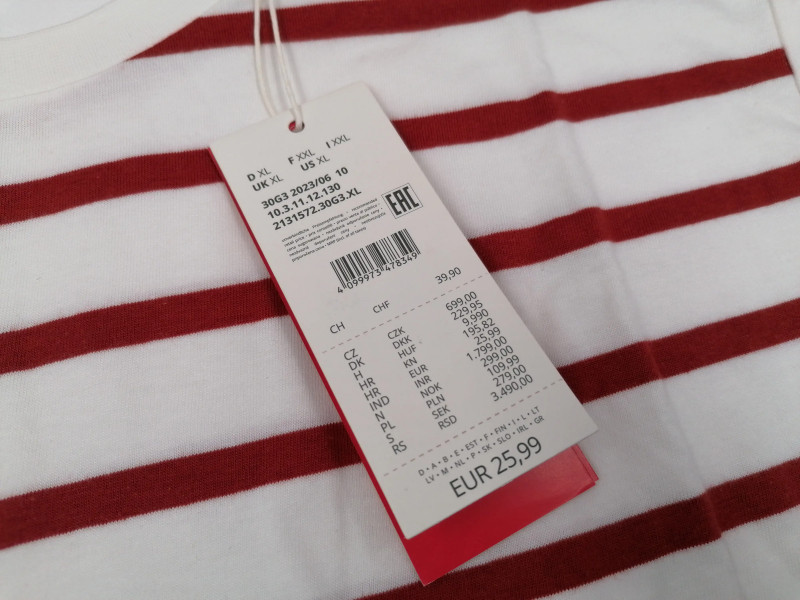 D XL F XXL I XXL
UK XL US XL
30G3 2023/06 10
10.3.11.12.130
2131572.30G3.XL
EAC
4 099973 478349
CH CHF 39,90
CZ CZK 699,00
DK DKK 229,95
H HUF 9.990
HR KN 195,82
HR EUR 25,99
IND INR 1.799,00
N NOK 299,00
PL PLN 109,99
S SEK 279,00
RS RSD 3.490,00
D • A • B • E • EST • F • FIN • I • L • LT
LV • M • NL • P • SK • SLO • IRL • GR
EUR 25,99